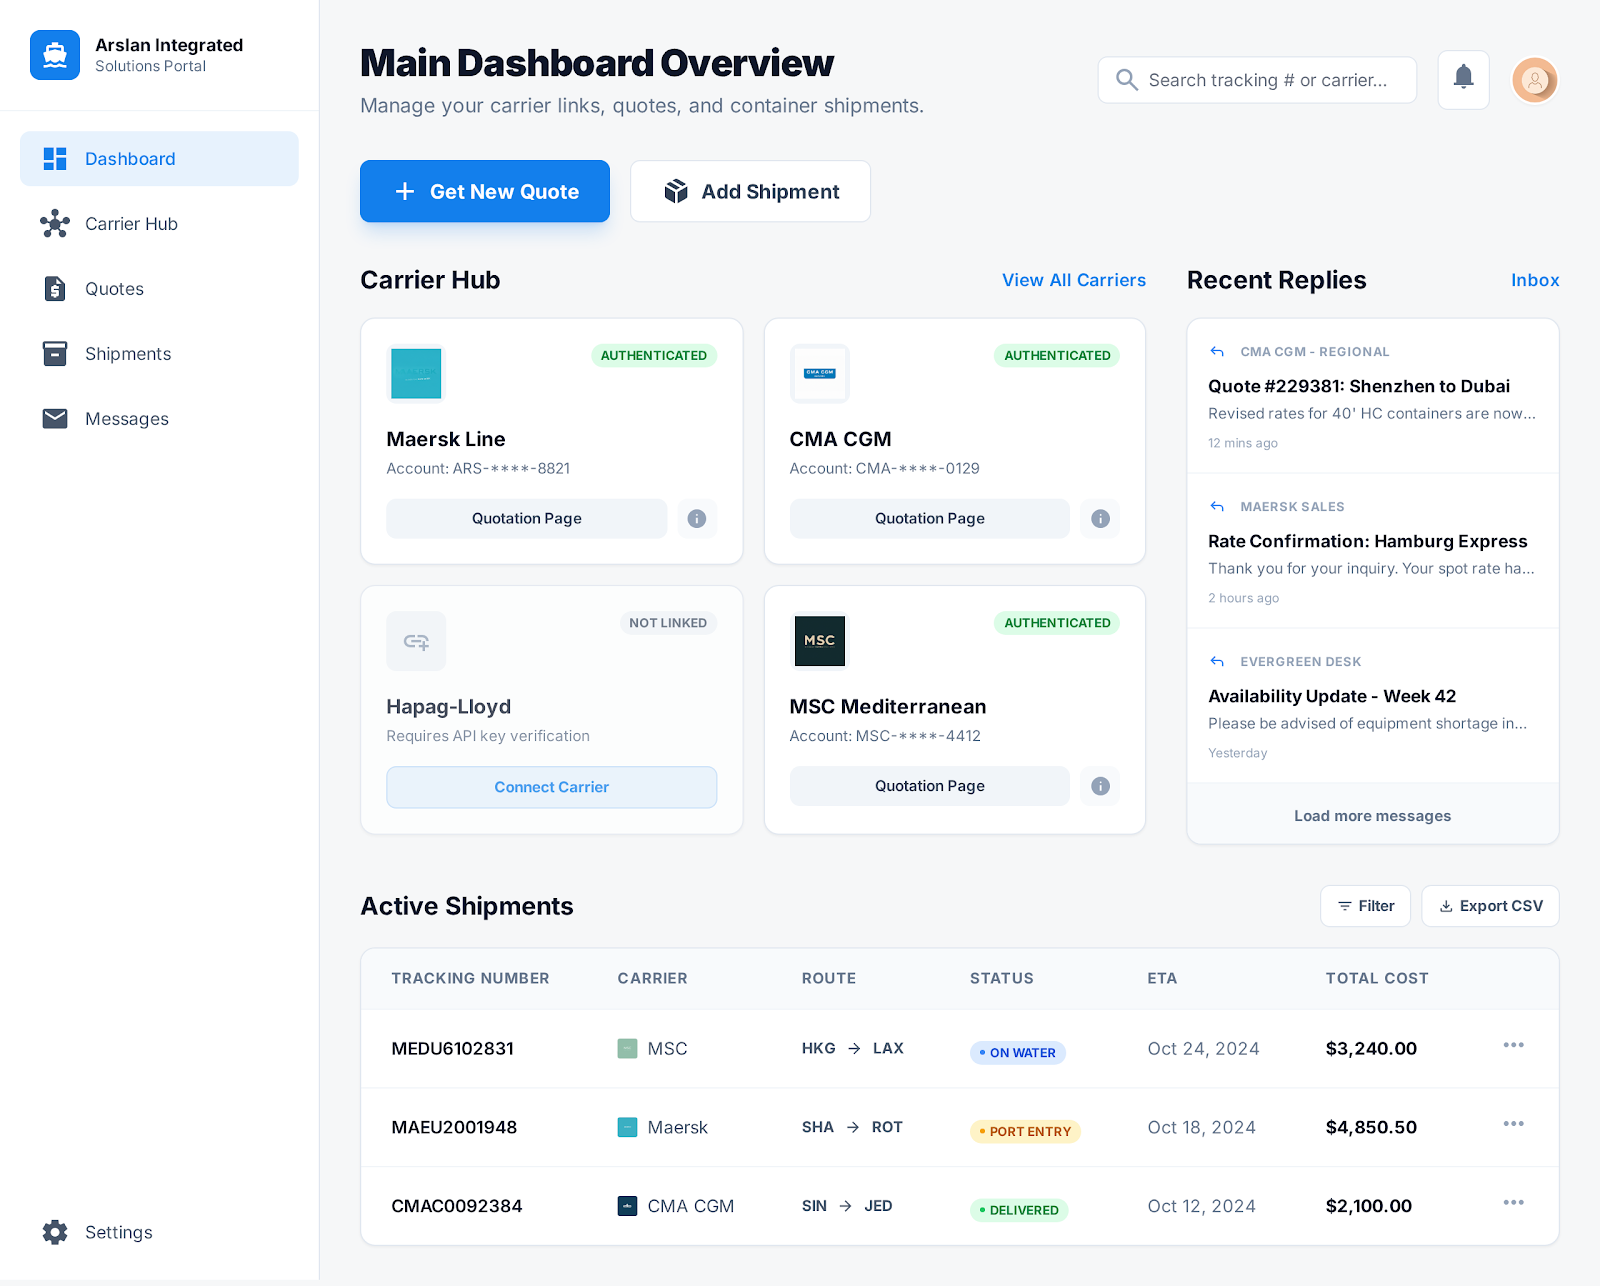 Arslan Integrated
Solutions Portal
Dashboard
Carrier Hub
Quotes
Shipments
Messages
Settings
Main Dashboard Overview
Manage your carrier links, quotes, and container shipments.
Search tracking # or carrier...
Get New Quote
Add Shipment
Carrier Hub
View All Carriers
AUTHENTICATED
Maersk Line
Account: ARS-****-8821
Quotation Page
CMA CGM
AUTHENTICATED
CMA CGM
Account: CMA-****-0129
Quotation Page
NOT LINKED
Hapag-Lloyd
Requires API key verification
Connect Carrier
MSC
AUTHENTICATED
MSC Mediterranean
Account: MSC-****-4412
Quotation Page
Recent Replies
Inbox
CMA CGM - REGIONAL
Quote #229381: Shenzhen to Dubai
Revised rates for 40' HC containers are now...
12 mins ago
MAERSK SALES
Rate Confirmation: Hamburg Express
Thank you for your inquiry. Your spot rate ha...
2 hours ago
EVERGREEN DESK
Availability Update - Week 42
Please be advised of equipment shortage in...
Yesterday
Load more messages
Active Shipments
Filter
Export CSV
TRACKING NUMBER CARRIER ROUTE STATUS ETA TOTAL COST
MEDU6102831 MSC HKG → LAX ON WATER Oct 24, 2024 $3,240.00
MAEU2001948 Maersk SHA → ROT PORT ENTRY Oct 18, 2024 $4,850.50
CMAC0092384 CMA CGM SIN → JED DELIVERED Oct 12, 2024 $2,100.00